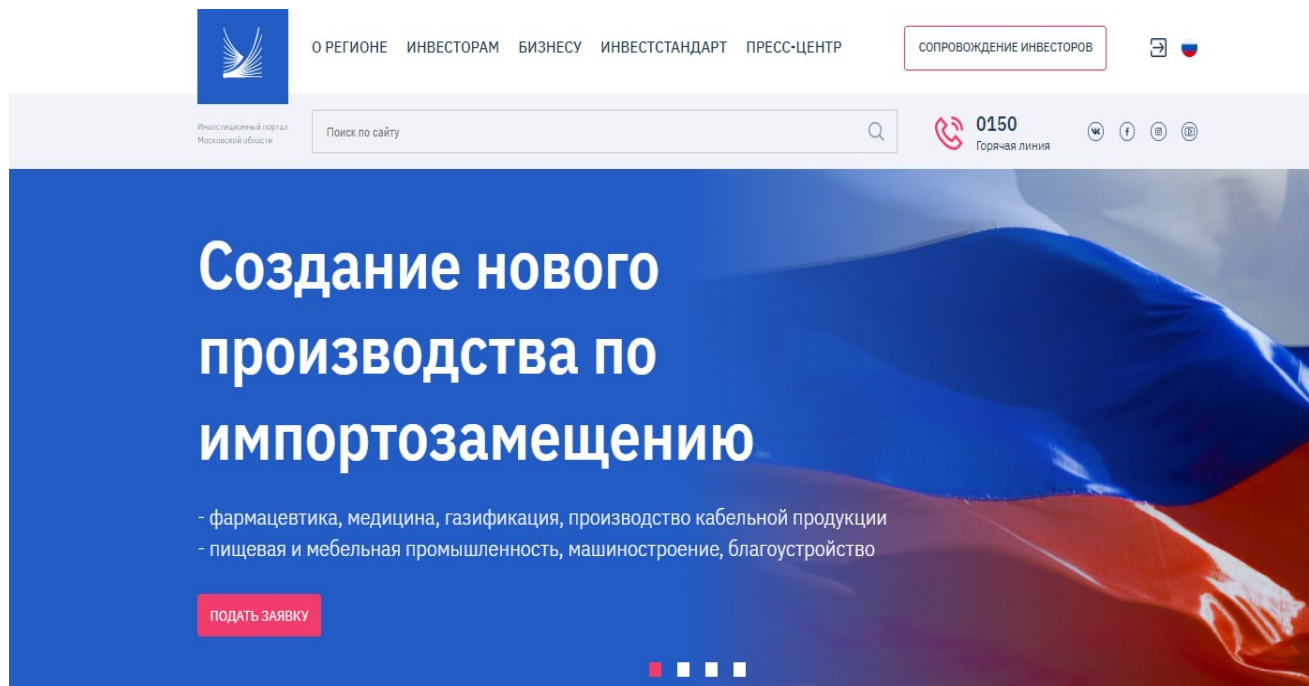 О РЕГИОНЕ ИНВЕСТОРАМ БИЗНЕСУ ИНВЕСТСТАНДАРТ ПРЕСС-ЦЕНТР
СОПРОВОЖДЕНИЕ ИНВЕСТОРОВ
Инвестиционный портал
Московской области
Поиск по сайту
0150
Горячая линия
Создание нового
производства по
импортозамещению
- фармацевтика, медицина, газификация, производство кабельной продукции
- пищевая и мебельная промышленность, машиностроение, благоустройство
ПОДАТЬ ЗАЯВКУ